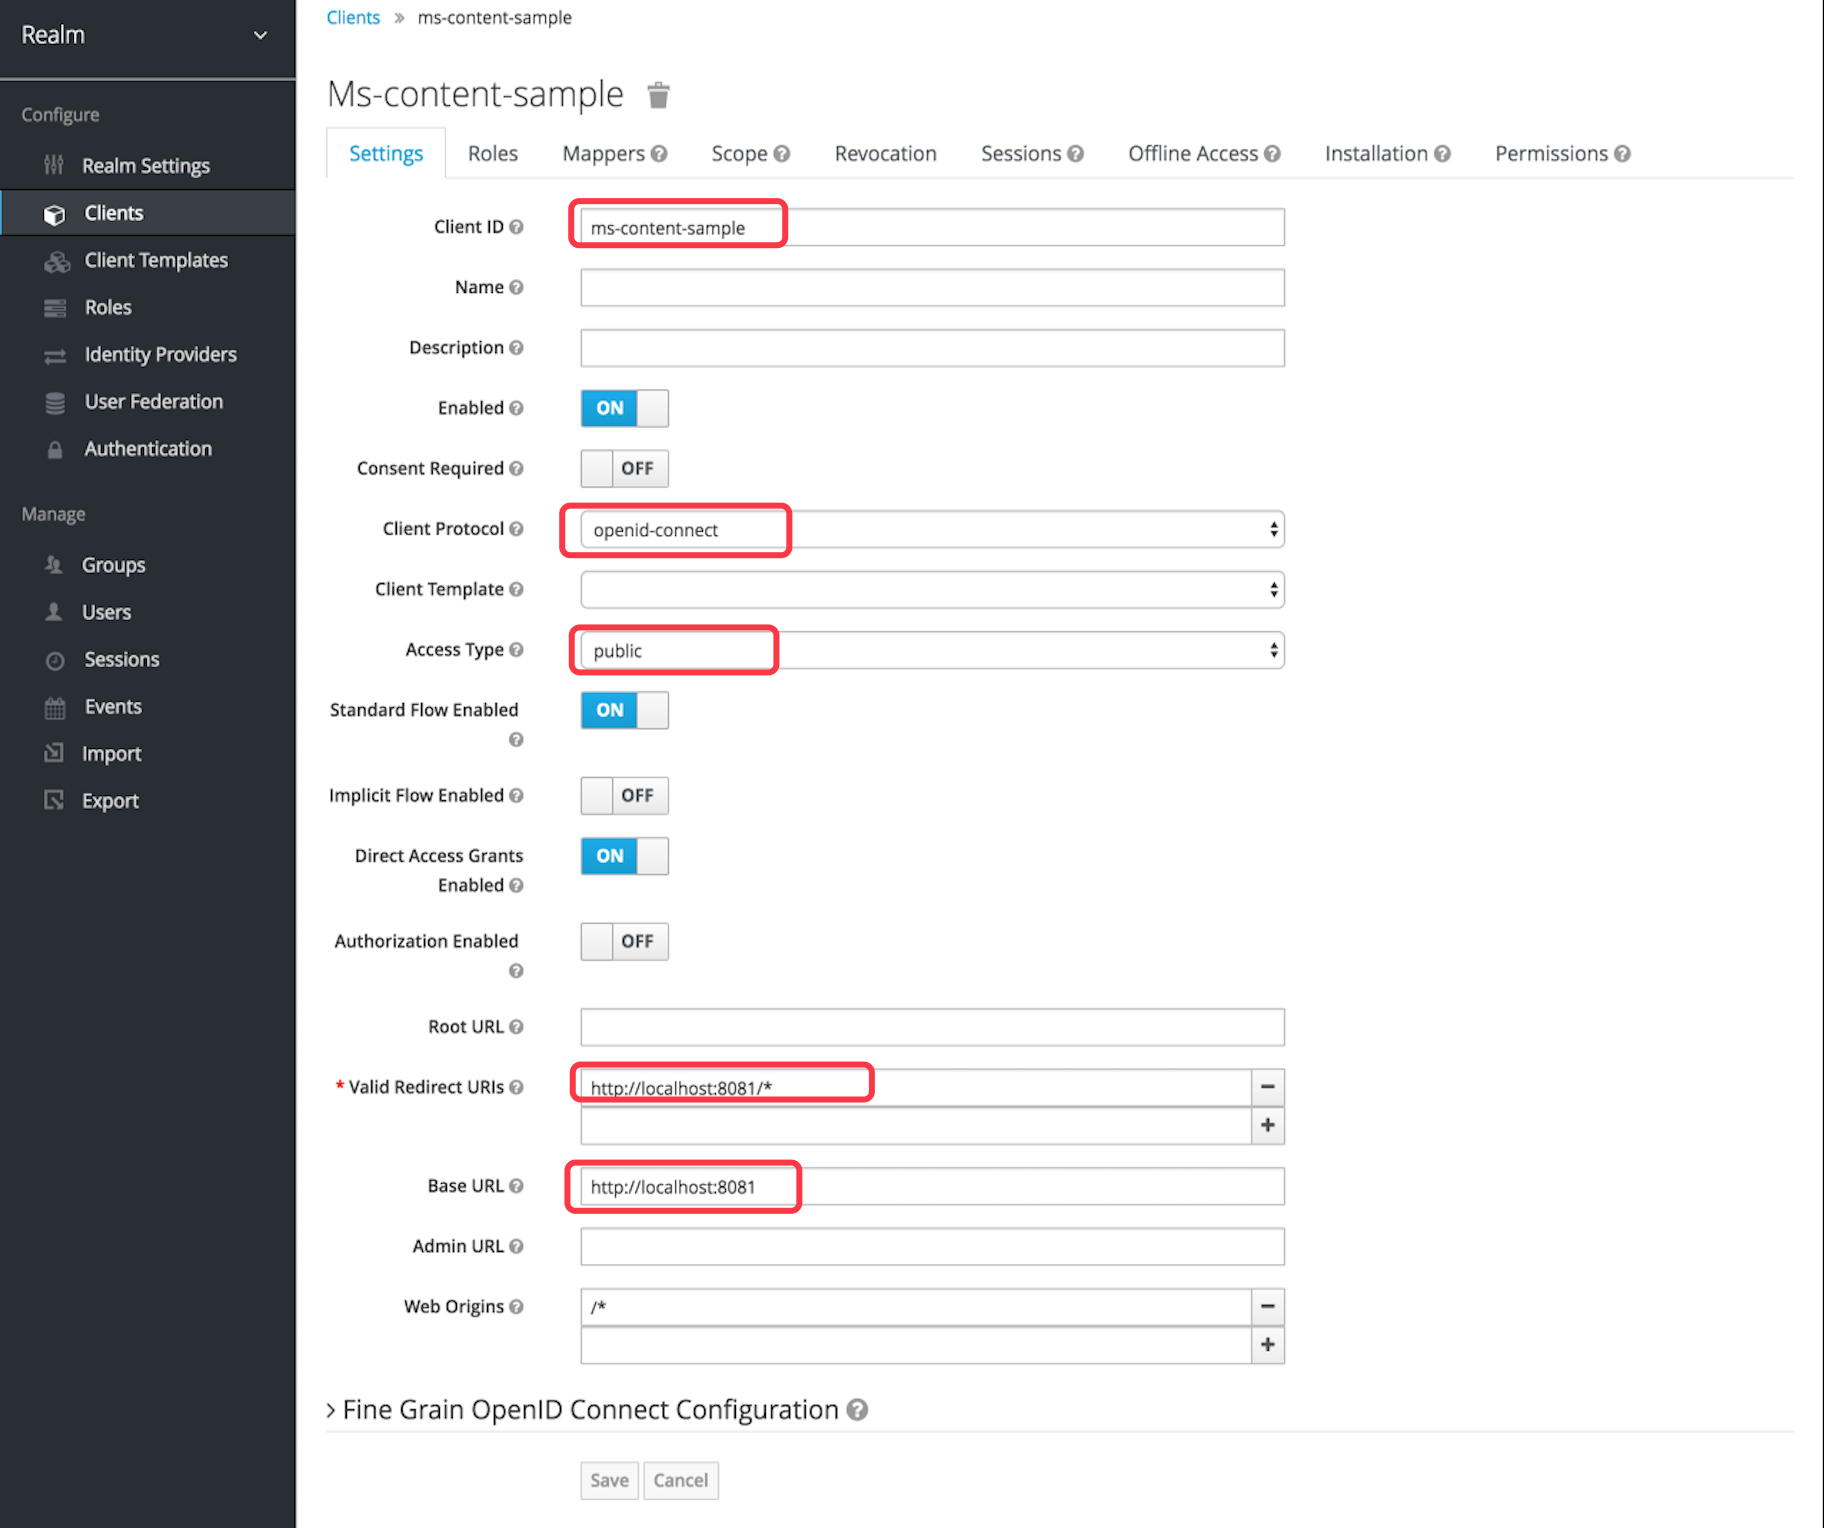 Realm
Configure
Realm Settings
Clients
Client Templates
Roles
Identity Providers
User Federation
Authentication
Manage
Groups
Users
Sessions
Events
Import
Export
Clients » ms-content-sample
Ms-content-sample
Settings Roles Mappers Scope Revocation Sessions Offline Access Installation Permissions
Client ID ms-content-sample
Name
Description
Enabled ON
Consent Required OFF
Client Protocol openid-connect
Client Template
Access Type public
Standard Flow Enabled ON
Implicit Flow Enabled OFF
Direct Access Grants ON
Enabled
Authorization Enabled OFF
Root URL
* Valid Redirect URIs http://localhost:8081/*
Base URL http://localhost:8081
Admin URL
Web Origins /*
Fine Grain OpenID Connect Configuration
Save Cancel